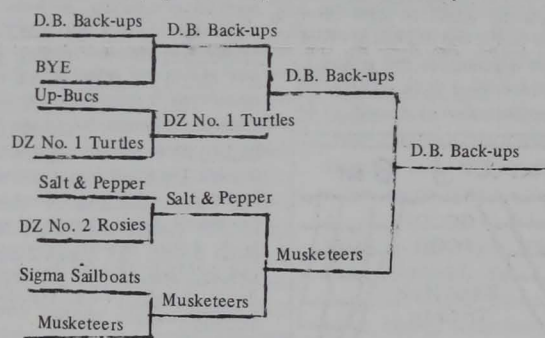 D.B. Back-ups
BYE
Up-Bucs
DZ No. 1 Turtles
Salt & Pepper
DZ No. 2 Rosies
Sigma Sailboats
Musketeers
D.B. Back-ups
DZ No. 1 Turtles
Salt & Pepper
Musketeers
D.B. Back-ups
Musketeers
D.B. Back-ups